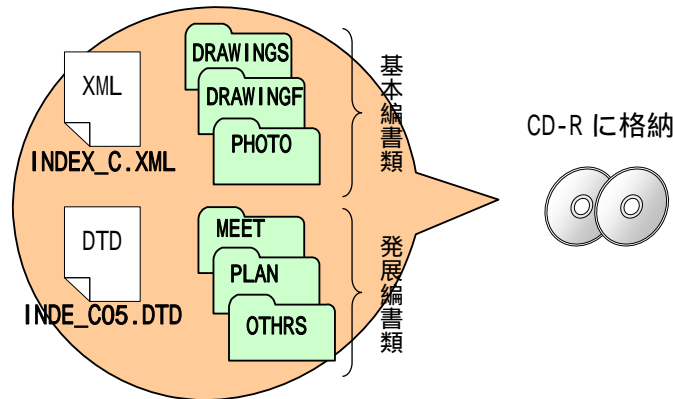 XML
INDEX_C.XML
DRAWINGS
DRAWINGF
PHOTO
基本編書類
DTD
INDE_C05.DTD
MEET
PLAN
OTHRS
発展編書類
CD-Rに格納